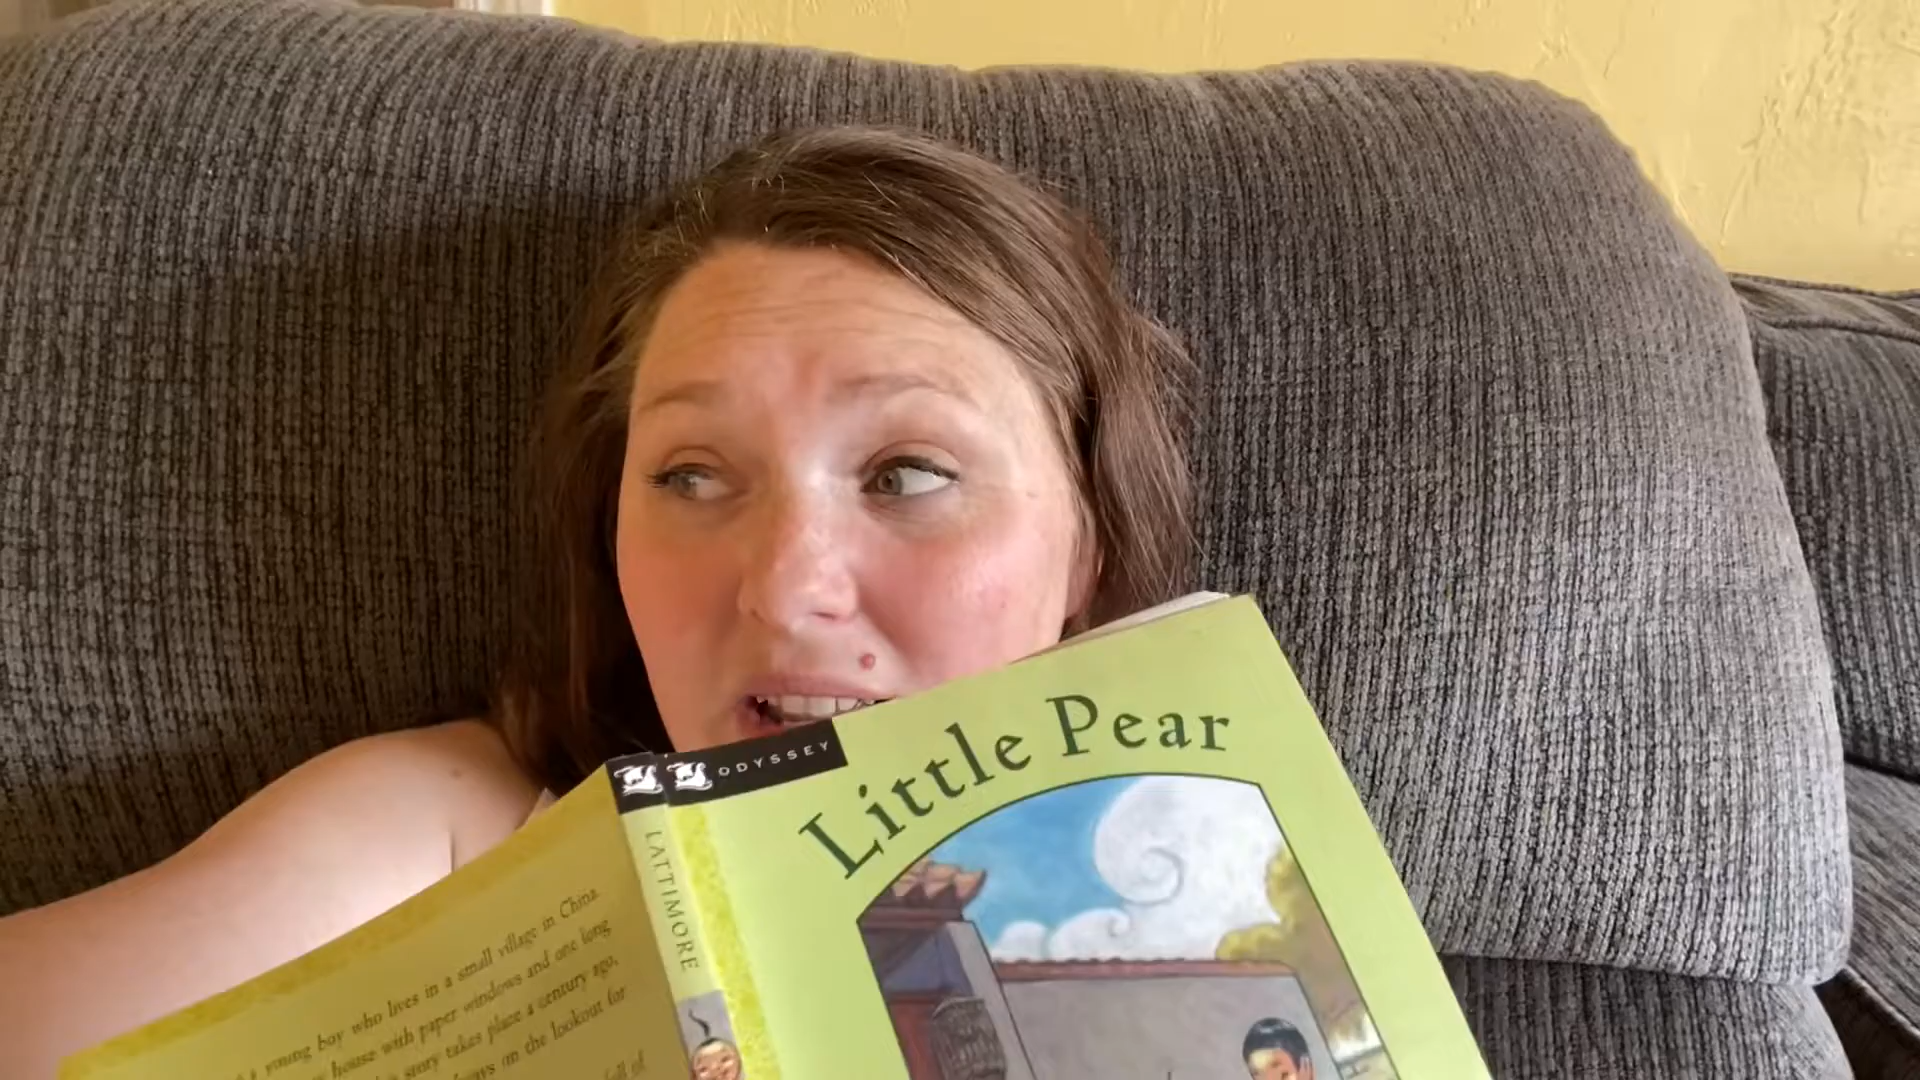 ODYSSEY
Little Pear
LATTIMORE
young boy who lives in a small village in China
house with paper windows and one long
story takes place a century ago,
on the lookout for
of